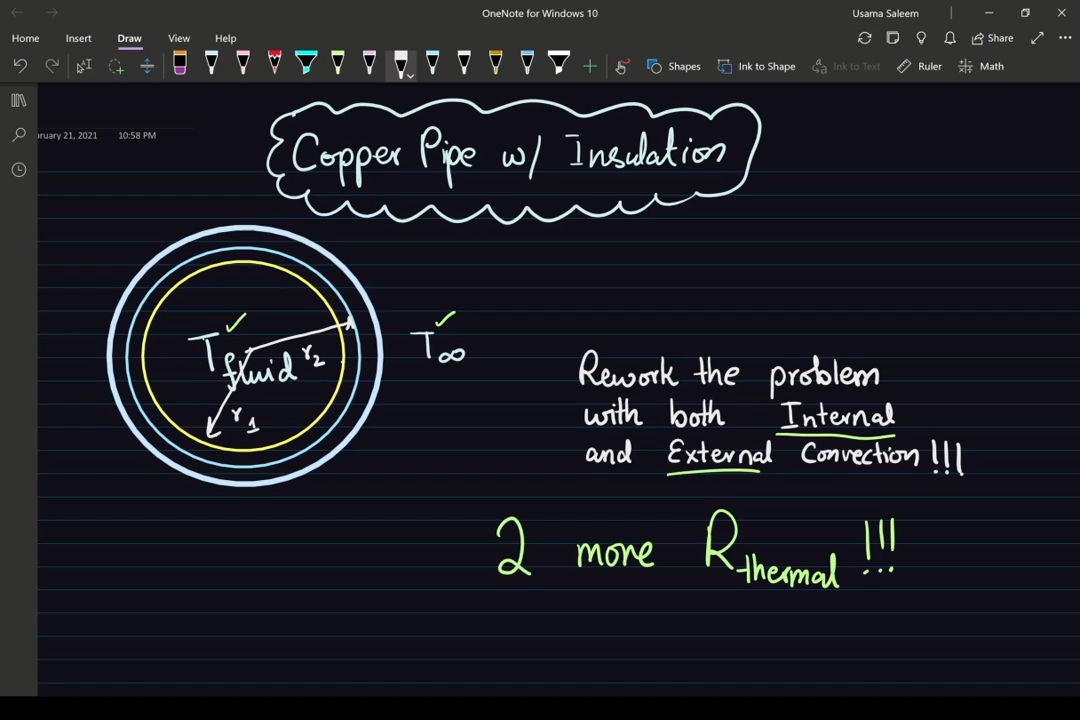 OneNote for Windows 10
Usama Saleem
Home Insert Draw View Help
Share
Shapes
Ink to Shape
Ink to Text
Ruler
Math
ruary 21, 2021 10:58 PM
Copper Pipe w/ Insulation
T fluid
r2
r1
T∞
Rework the problem
with both Internal
and External Convection!!!
2 more Rthermal!!!